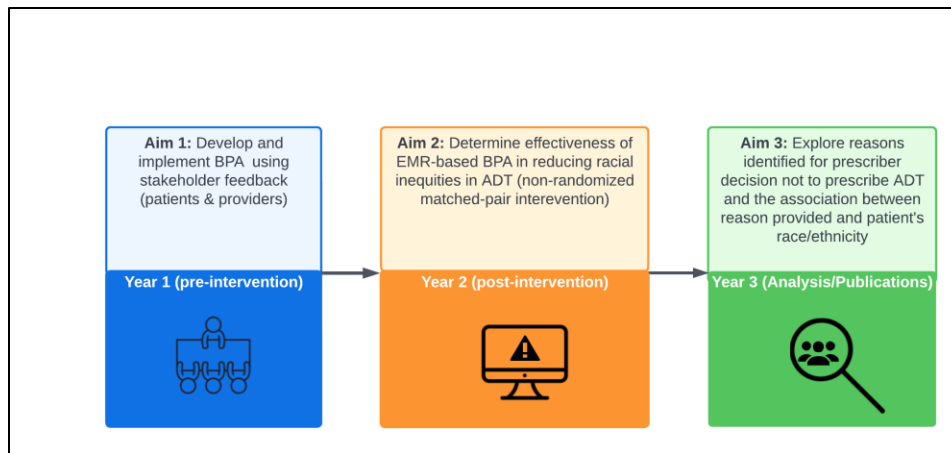 Aim 1: Develop and
implement BPA using
stakeholder feedback
(patients & providers)
Year 1 (pre-intervention)
Aim 2: Determine effectiveness of
EMR-based BPA in reducing racial
inequities in ADT (non-randomized
matched-pair interevention)
Year 2 (post-intervention)
Aim 3: Explore reasons
identified for prescriber
decision not to prescribe ADT
and the association between
reason provided and patient's
race/ethnicity
Year 3 (Analysis/Publications)